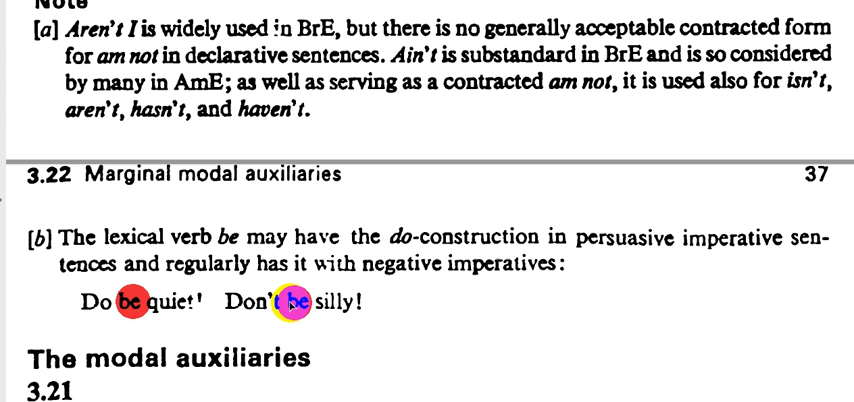 Note
[a] Aren't I is widely used in BrE, but there is no generally acceptable contracted form
for am not in declarative sentences. Ain't is substandard in BrE and is so considered
by many in AmE; as well as serving as a contracted am not, it is used also for isn't,
aren't, hasn't, and haven't.
3.22 Marginal modal auxiliaries 37
[b] The lexical verb be may have the do-construction in persuasive imperative sen-
tences and regularly has it with negative imperatives:
Do be quiet! Don't be silly!
The modal auxiliaries
3.21